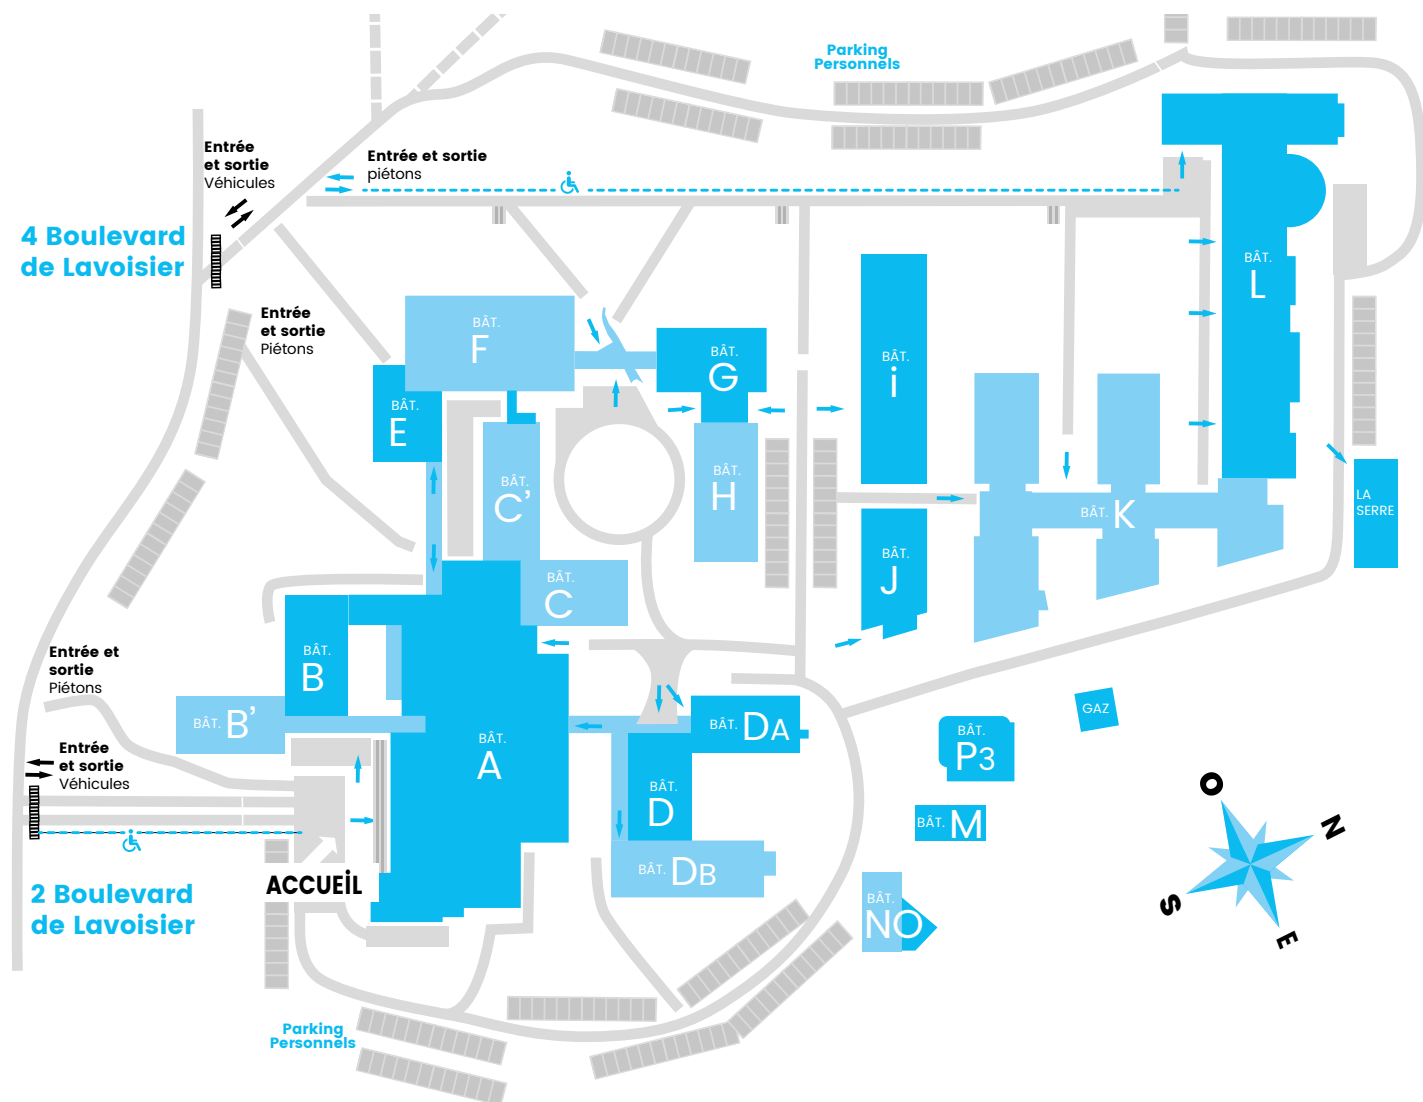 Parking
Personnels
Entrée
et sortie
Véhicules
Entrée et sortie
piétons
4 Boulevard
de Lavoisier
Entrée
et sortie
Piétons
BÂT.
L
BÂT.
F
BÂT.
G
BÂT.
i
BÂT.
E
BÂT.
C’
BÂT.
H
LA
SERRE
BÂT. K
BÂT.
J
BÂT.
C
Entrée et
sortie
Piétons
BÂT.
B
BÂT. B’
BÂT. DA
GAZ
BÂT.
A
BÂT.
P3
Entrée
et sortie
Véhicules
BÂT.
D
BÂT. M
BÂT. DB
ACCUEiL
2 Boulevard
de Lavoisier
BÂT.
NO
O
N
S
E
Parking
Personnels